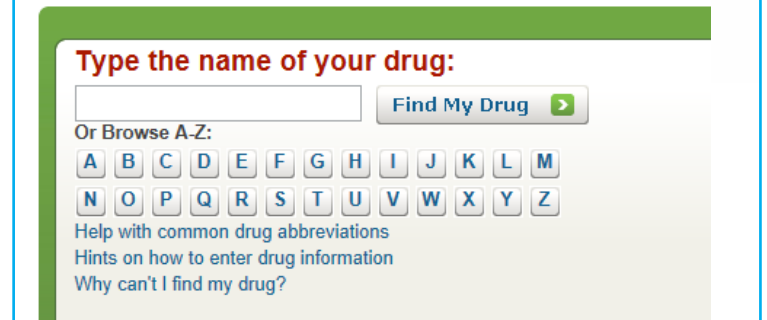 Type the name of your drug:
Find My Drug
Or Browse A-Z:
A B C D E F G H I J K L M
N O P Q R S T U V W X Y Z
Help with common drug abbreviations
Hints on how to enter drug information
Why can't I find my drug?